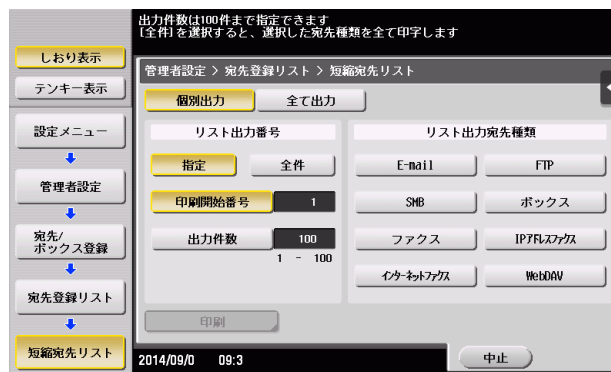 出力件数は100件まで指定できます
[全件]を選択すると、選択した宛先種類を全て印字します
しおり表示
テンキー表示
設定メニュー
管理者設定
宛先/
ボックス登録
宛先登録リスト
短縮宛先リスト
管理者設定 > 宛先登録リスト > 短縮宛先リスト
個別出力
全て出力
リスト出力番号
指定
全件
印刷開始番号
1
出力件数
100
1 - 100
リスト出力宛先種類
E-mail
FTP
SMB
ボックス
ファクス
IPアドレスファクス
インターネットファクス
WebDAV
印刷
2014/09/0 09:3
中止